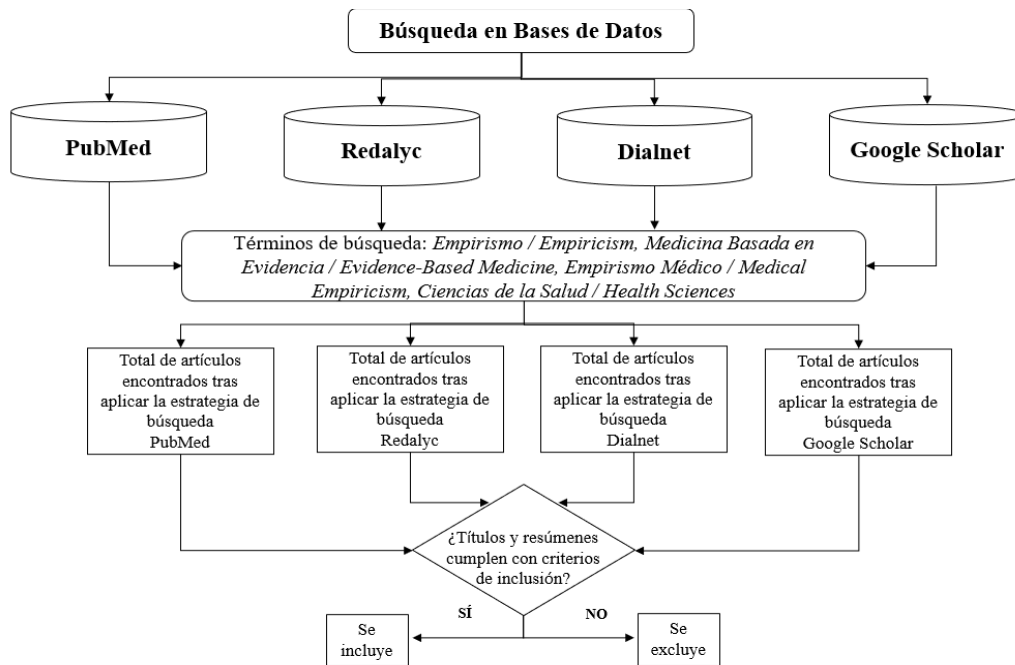 Búsqueda en Bases de Datos
PubMed
Redalyc
Dialnet
Google Scholar
Términos de búsqueda: Empirismo / Empiricism, Medicina Basada en
Evidencia / Evidence-Based Medicine, Empirismo Médico / Medical
Empiricism, Ciencias de la Salud / Health Sciences
Total de artículos
encontrados tras
aplicar la estrategia de
búsqueda
PubMed
Total de artículos
encontrados tras
aplicar la estrategia de
búsqueda
Redalyc
Total de artículos
encontrados tras
aplicar la estrategia de
búsqueda
Dialnet
Total de artículos
encontrados tras
aplicar la estrategia de
búsqueda
Google Scholar
¿Títulos y resúmenes
cumplen con criterios
de inclusión?
SÍ
NO
Se
incluye
Se
excluye